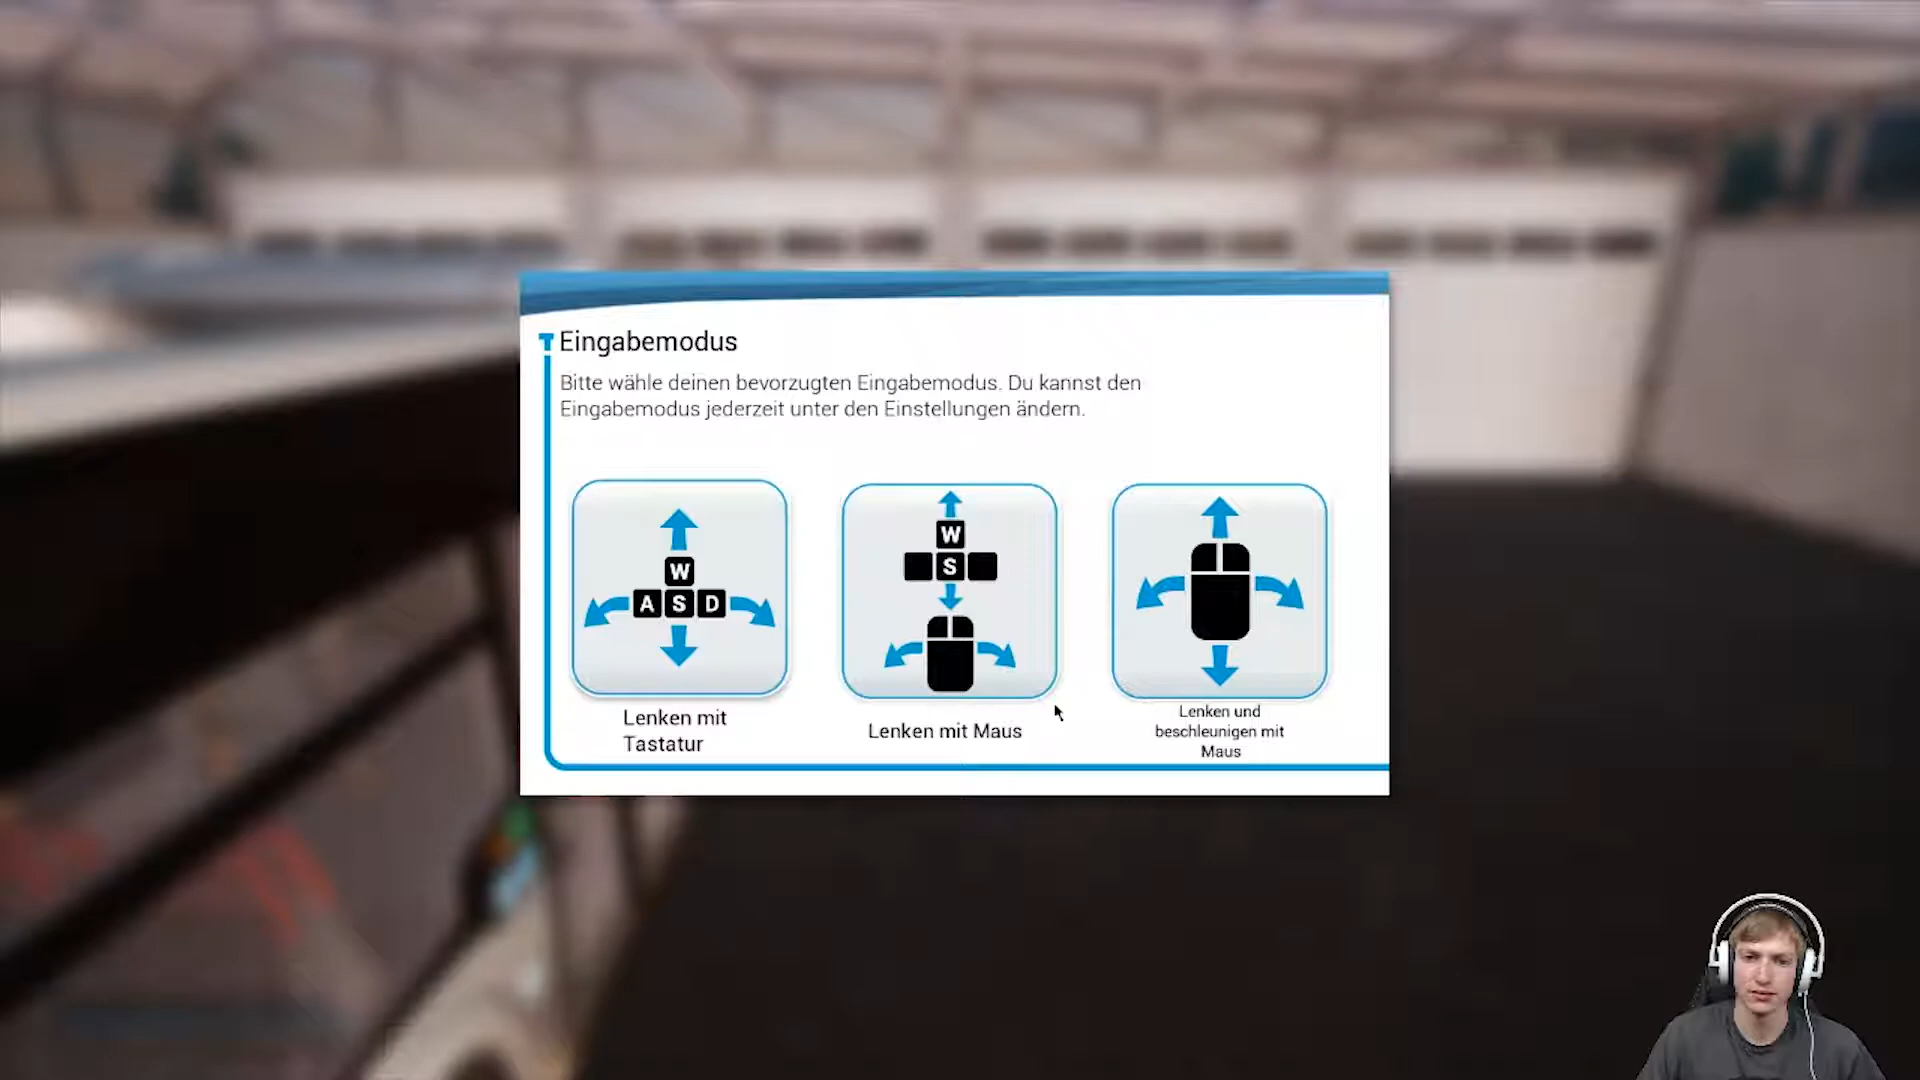 Eingabemodus
Bitte wähle deinen bevorzugten Eingabemodus. Du kannst den
Eingabemodus jederzeit unter den Einstellungen ändern.
W
A S D
Lenken mit
Tastatur
W
S
Lenken mit Maus
Lenken und
beschleunigen mit
Maus